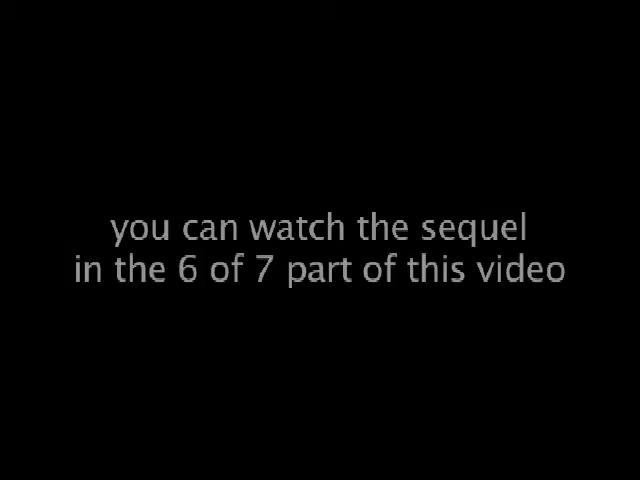 you can watch the sequel
in the 6 of 7 part of this video